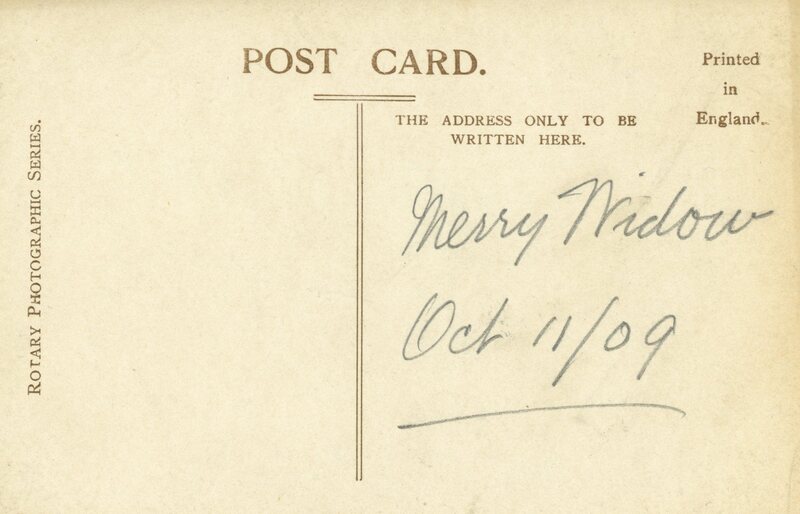 POST CARD.
Printed
in
England.
THE ADDRESS ONLY TO BE
WRITTEN HERE.
ROTARY PHOTOGRAPHIC SERIES.
Merry Widow
Oct 11/09